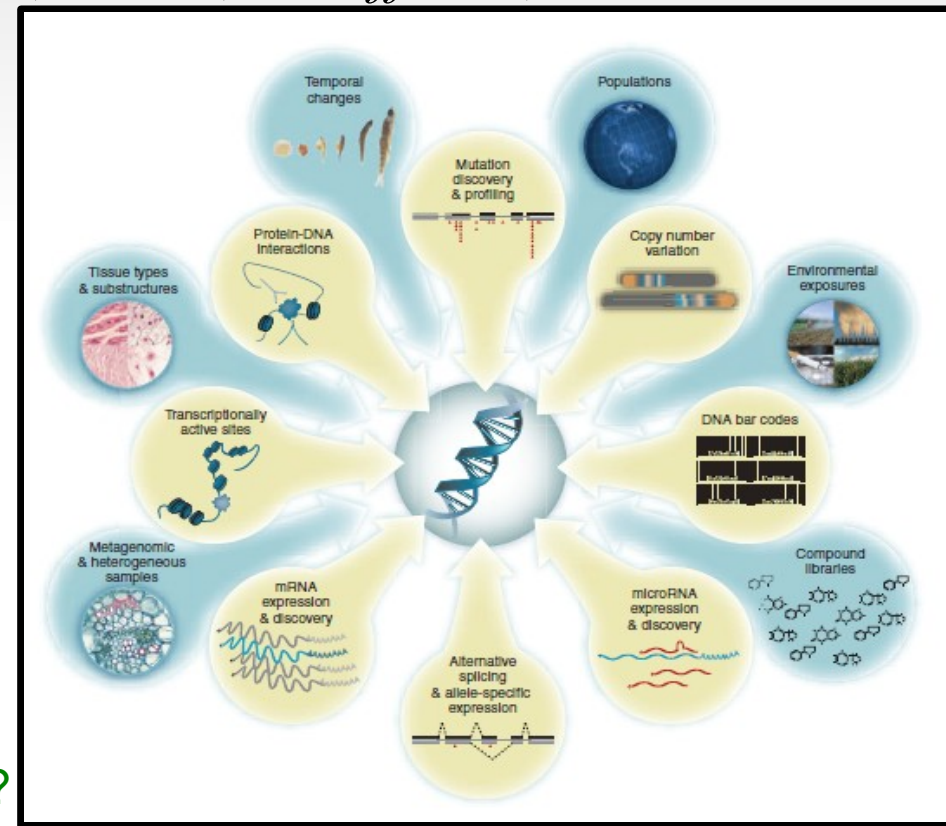 Temporal
changes
Populations
Mutation
discovery
& profiling
Protein-DNA
interactions
Copy number
variation
Tissue types
& substructures
Environmental
exposures
Transcriptionally
active sites
DNA bar codes
Metagenomic
& heterogeneous
samples
mRNA
expression
& discovery
Alternative
splicing
& allele-specific
expression
microRNA
expression
& discovery
Compound
libraries
?